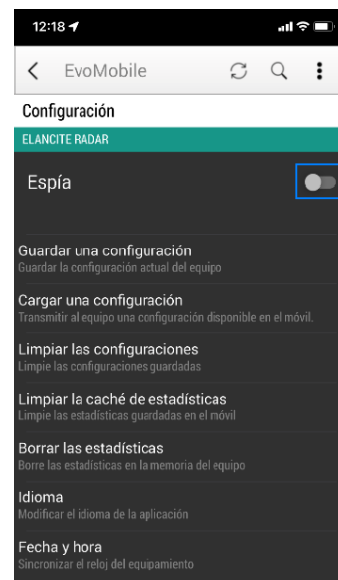 12:18
EvoMobile
Configuración
ELANCITE RADAR
Espía
Guardar una configuración
Guardar la configuración actual del equipo
Cargar una configuración
Transmitir al equipo una configuración disponible en el móvil.
Limpiar las configuraciones
Limpie las configuraciones guardadas
Limpiar la caché de estadísticas
Limpie las estadísticas guardadas en el móvil
Borrar las estadísticas
Borre las estadísticas en la memoria del equipo
Idioma
Modificar el idioma de la aplicación
Fecha y hora
Sincronizar el reloj del equipamiento